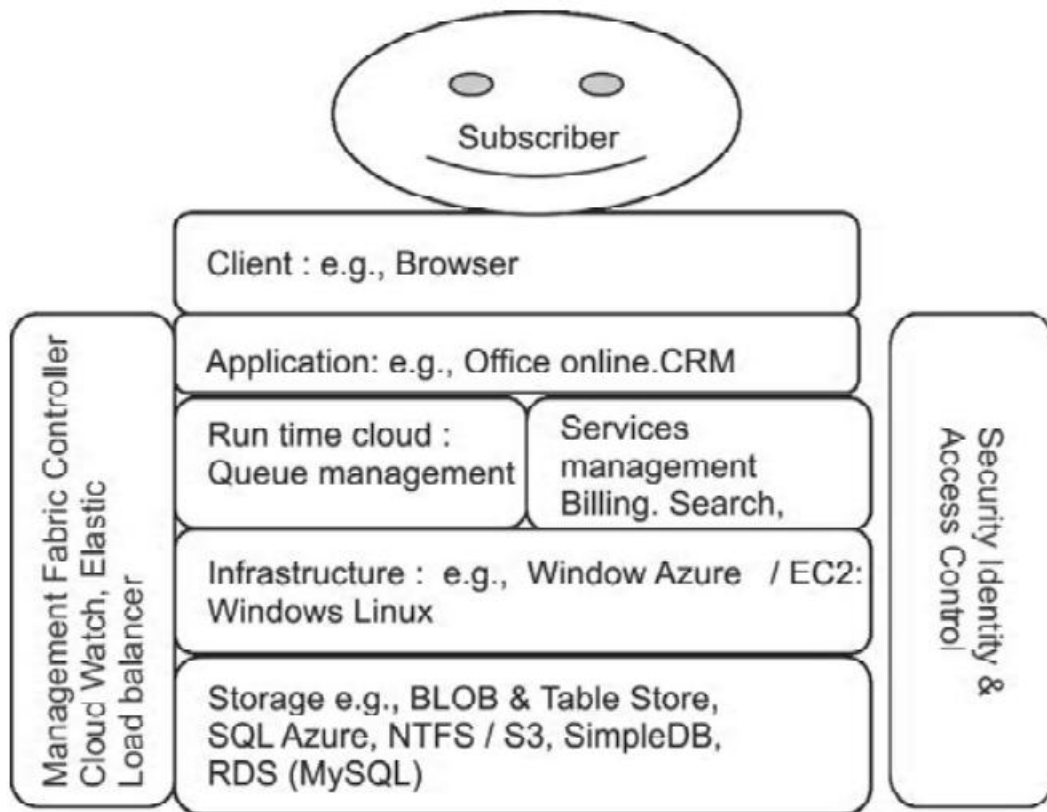 Subscriber
Client : e.g., Browser
Application: e.g., Office online.CRM
Run time cloud :
Queue management
Services
management
Billing. Search,
Infrastructure : e.g., Window Azure / EC2:
Windows Linux
Storage e.g., BLOB & Table Store,
SQL Azure, NTFS / S3, SimpleDB,
RDS (MySQL)
Management Fabric Controller
Cloud Watch, Elastic
Load balancer
Security Identity &
Access Control